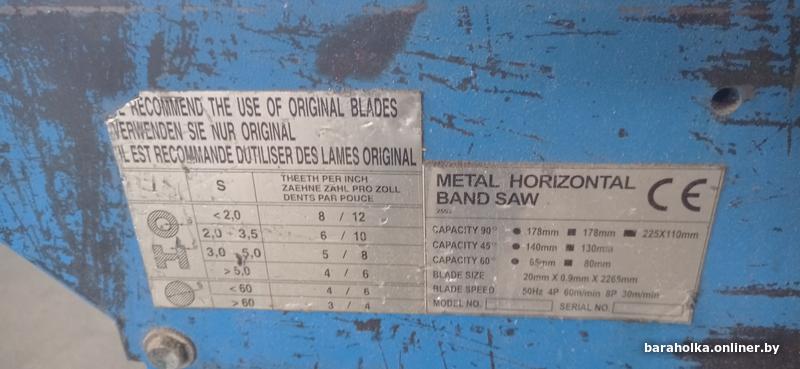 RECOMMEND THE USE OF ORIGINAL BLADES
VERWENDEN SIE NUR ORIGINAL
IL EST RECOMMANDE D'UTILISER DES LAMES ORIGINAL
S
THEETH PER INCH
ZAEHNE ZÄHL PRO ZOLL
DENTS PAR POUCE
S
< 2,0 8 / 12
2,0 - 3,5 6 / 10
3,0 5,0 5 / 8
> 5,0 4 / 6
S
< 60 4 / 6
> 60 3 / 4
METAL HORIZONTAL
BAND SAW
CE
CAPACITY 90° ● 178mm ■ 178mm ▬ 225X110mm
CAPACITY 45° ● 140mm ■ 130mm
CAPACITY 60° ● 65mm ■ 80mm
BLADE SIZE 20mm X 0.9mm X 2265mm
BLADE SPEED 50Hz 4P 60m/min 8P 30m/min
MODEL NO. SERIAL NO.
baraholka.onliner.by